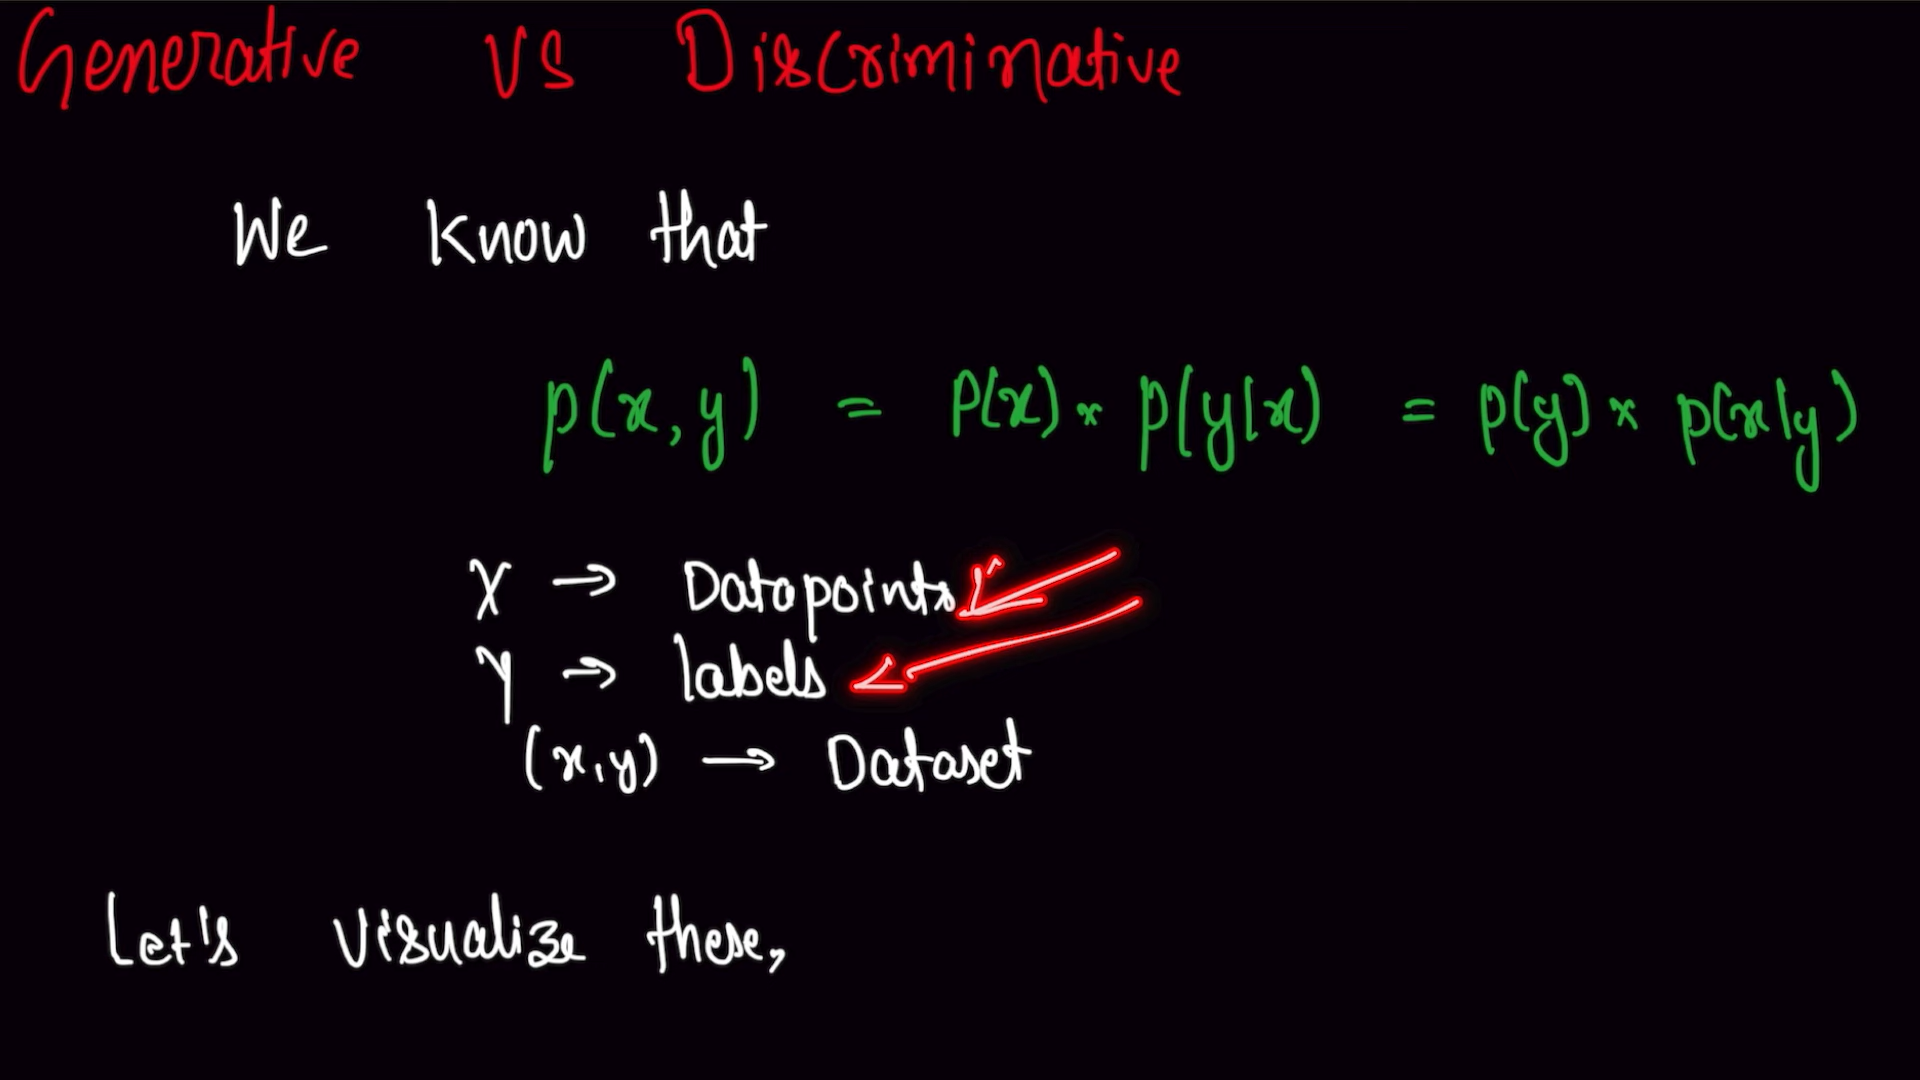 Generative vs Discriminative
We know that
p(x,y) = P(x) * p(y|x) = p(y) * p(x|y)
X → Datapoints
Y → labels
(x,y) → Dataset
Let's visualize these,